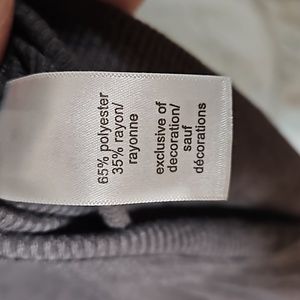 65% polyester
35% rayon/
rayonne
exclusive of
decoration/
sauf
décorations